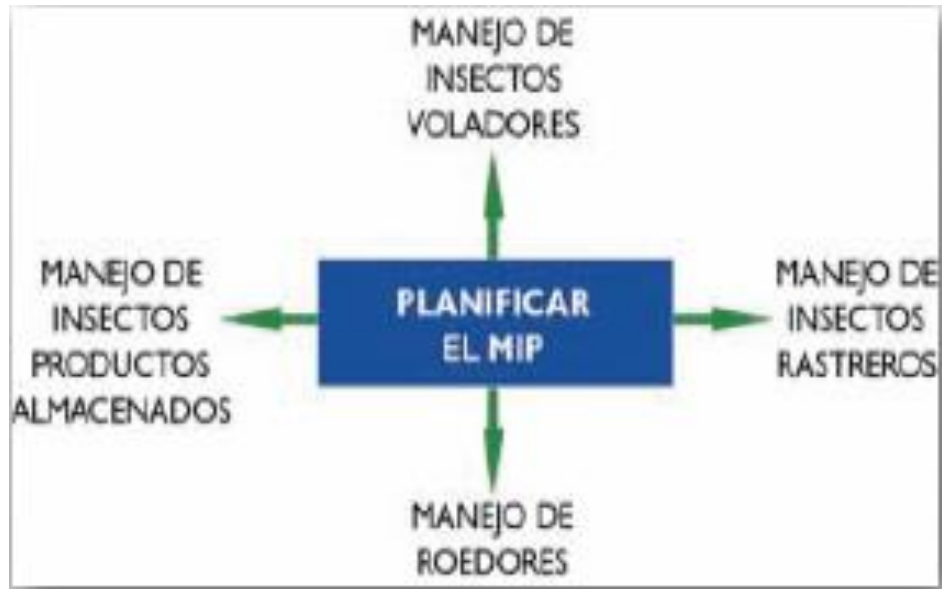 MANEJO DE
INSECTOS
VOLADORES
MANEJO DE
INSECTOS
PRODUCTOS
ALMACENADOS
PLANIFICAR
EL MIP
MANEJO DE
INSECTOS
RASTREROS
MANEJO DE
ROEDORES